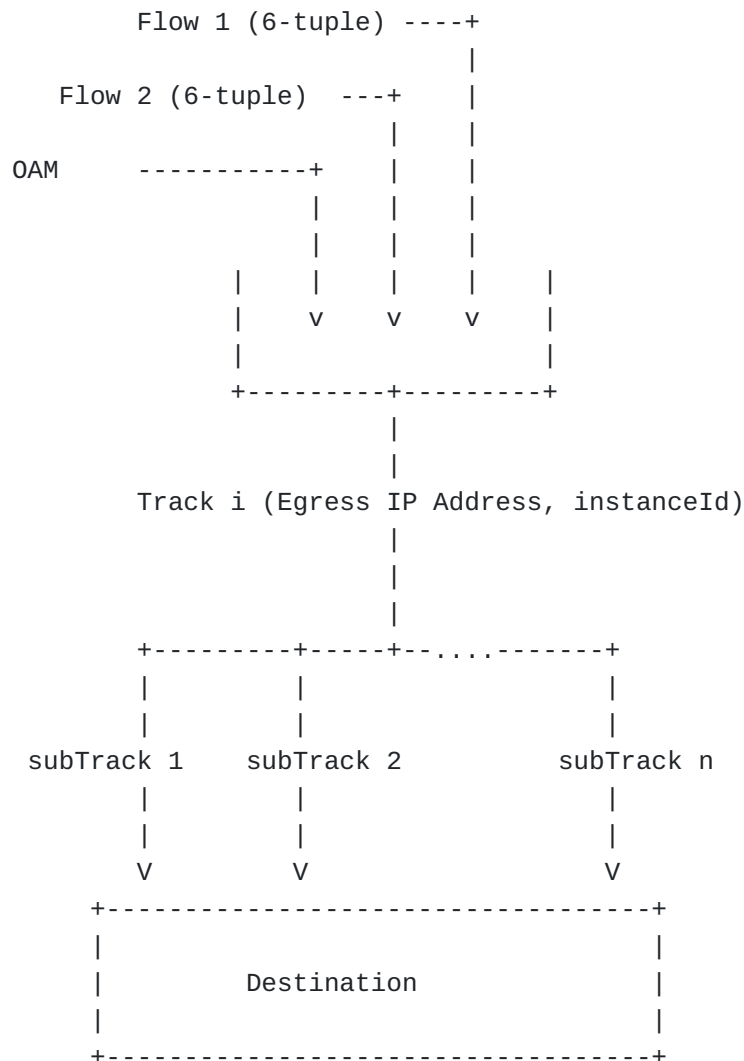 Flow 1 (6-tuple) ----+
|
Flow 2 (6-tuple) ---+ |
| |
OAM -----------+ | |
| | |
| | |
| | | | |
| v v v |
| |
+---------+---------+
|
|
Track i (Egress IP Address, instanceId)
|
|
|
+---------+-----+--....-------+
| | |
| | |
subTrack 1 subTrack 2 subTrack n
| | |
| | |
V V V
+-----------------------------------+
| |
| Destination |
| |
+-----------------------------------+